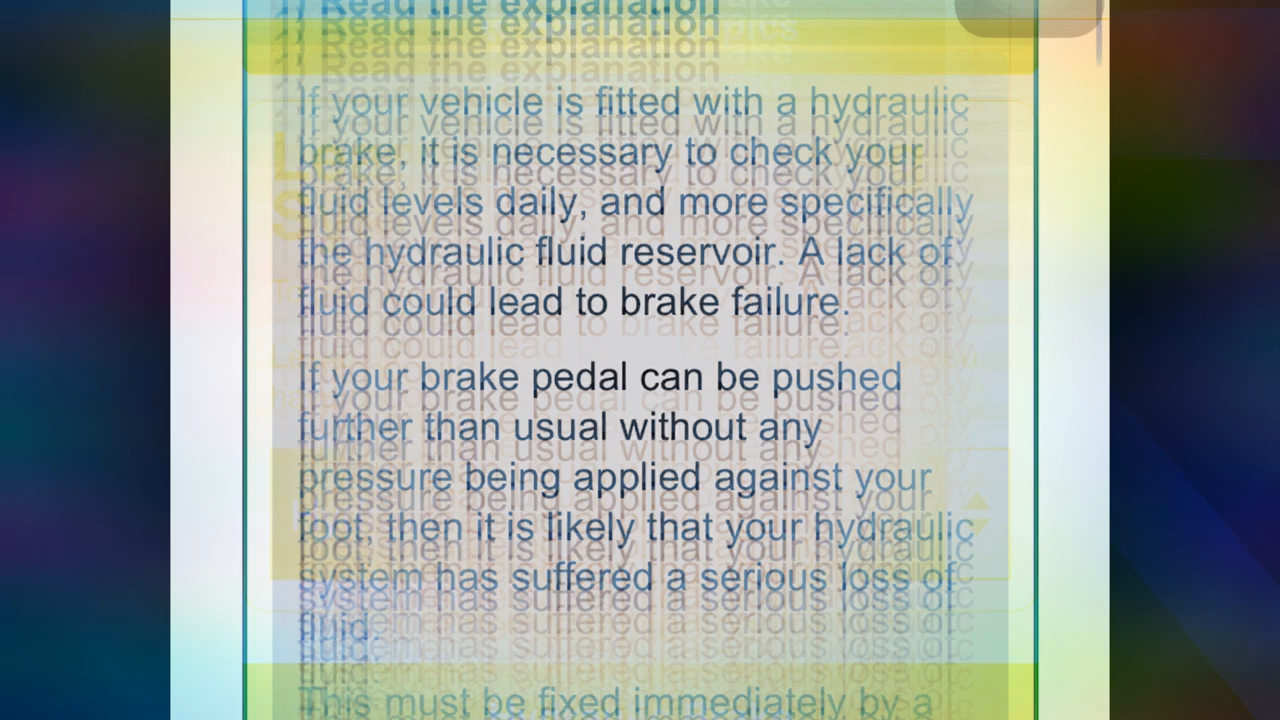 1) Read the explanation
If your vehicle is fitted with a hydraulic
brake, it is necessary to check your
fluid levels daily, and more specifically
the hydraulic fluid reservoir. A lack of
fluid could lead to brake failure.
If your brake pedal can be pushed
further than usual without any
pressure being applied against your
foot, then it is likely that your hydraulic
system has suffered a serious loss of
fluid.
This must be fixed immediately by a